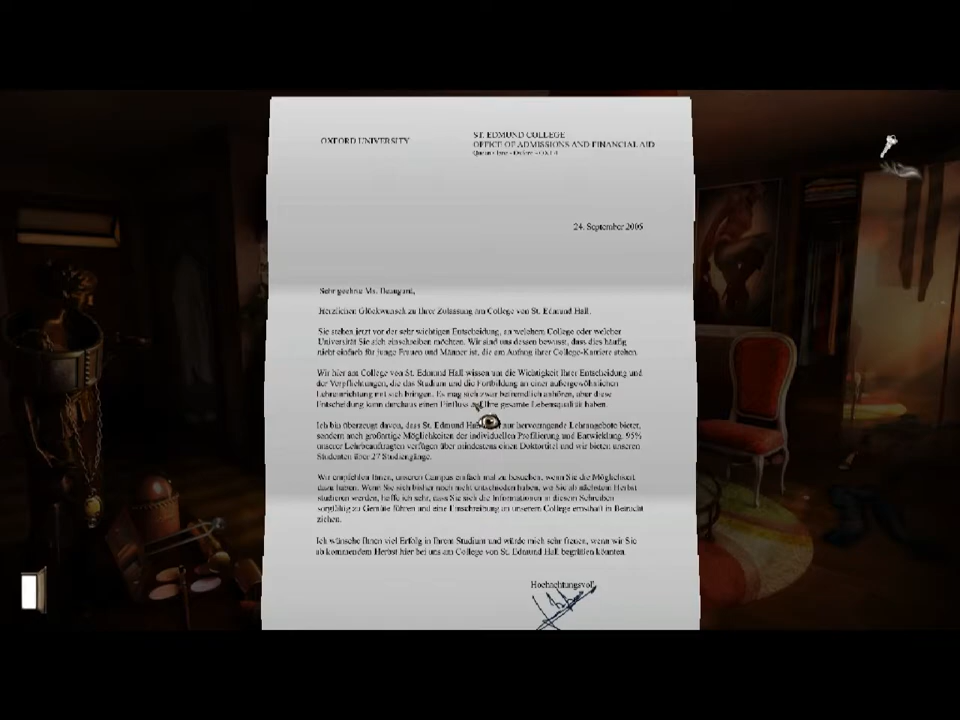 OXFORD UNIVERSITY
ST. EDMUND COLLEGE
OFFICE OF ADMISSIONS AND FINANCIAL AID
24. September 2005
Sehr geehrte Ms. Beaugard,
Herzlichen Glückwunsch zu Ihrer Zulassung am College von St. Edmund Hall.
Sie stehen jetzt vor der sehr wichtigen Entscheidung, an welchem College oder welcher
Universität Sie sich einschreiben möchten. Wir sind uns dessen bewusst, dass dies häufig
nicht einfach für junge Frauen und Männer ist, die am Anfang ihrer College-Karriere stehen.
Wir hier am College von St. Edmund Hall wissen um die Wichtigkeit Ihrer Entscheidung und
der Verpflichtungen, die das Studium und die Fortbildung an einer außergewöhnlichen
Lehreinrichtung mit sich bringen. Es mag sich zwar befremdlich anhören, aber diese
Entscheidung kann durchaus einen Einfluss auf Ihre gesamte Lebensqualität haben.
Ich bin überzeugt davon, dass St. Edmund Hall nur hervorragende Lehrangebote bietet,
sondern auch großartige Möglichkeiten der individuellen Profilierung und Entwicklung. 95%
unserer Lehrbeauftragten verfügen über mindestens einen Doktortitel und wir bieten unseren
Studenten über 27 Studiengänge.
Wir empfehlen Ihnen, unseren Campus einfach mal zu besuchen, wenn Sie die Möglichkeit
dazu haben. Wenn Sie sich bisher noch nicht entschieden haben, wo Sie ab nächstem Herbst
studieren werden, hoffe ich sehr, dass Sie sich die Informationen in diesem Schreiben
sorgfältig zu Gemüte führen und eine Einschreibung an unserem College ernsthaft in Betracht
ziehen.
Ich wünsche Ihnen viel Erfolg in Ihrem Studium und würde mich sehr freuen, wenn wir Sie
ab kommendem Herbst hier bei uns am College von St. Edmund Hall begrüßen könnten.
Hochachtungsvoll,